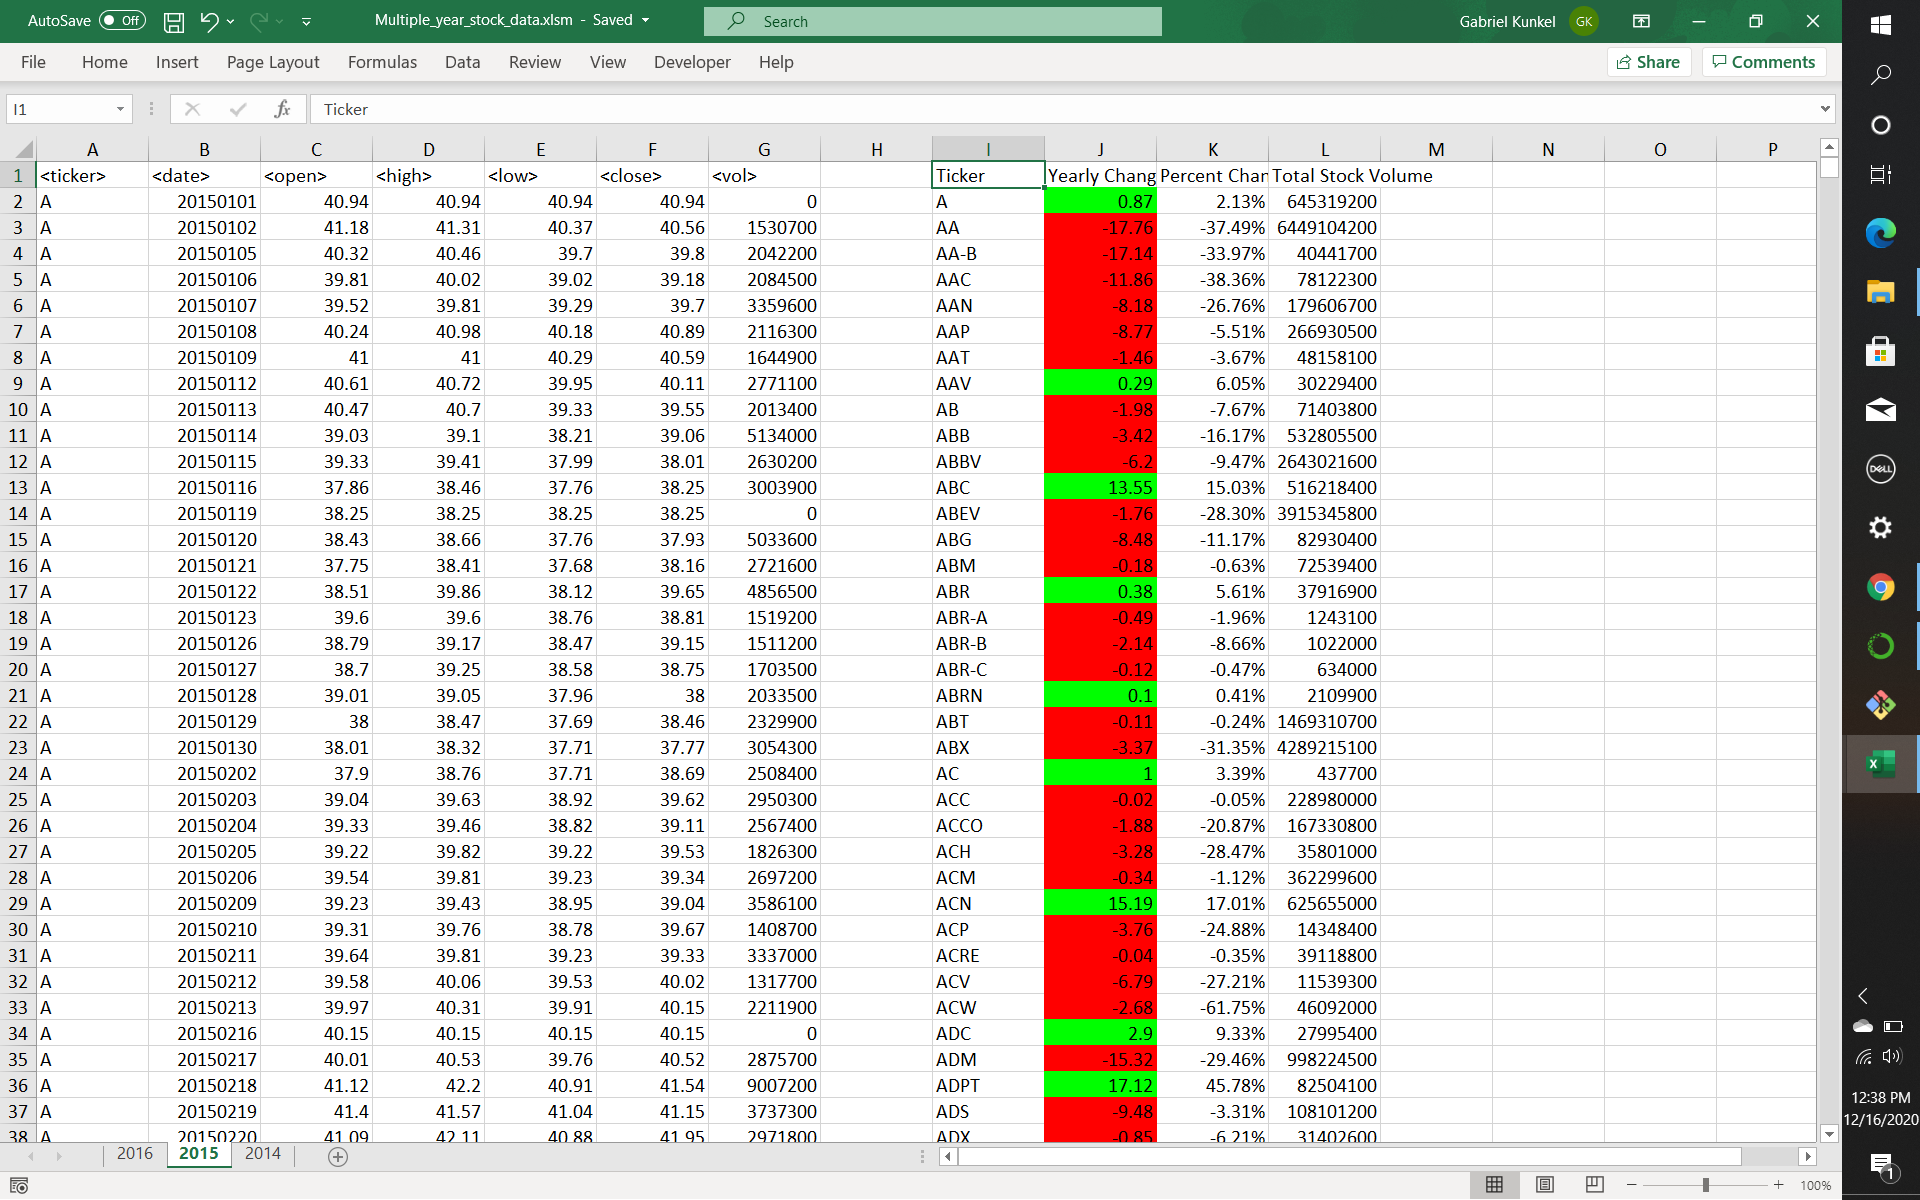 AutoSave Off Multiple_year_stock_data.xlsm - Saved Search Gabriel Kunkel GK
File Home Insert Page Layout Formulas Data Review View Developer Help Share Comments
I1 fx Ticker
A B C D E F G H I J K L M N O P
1 <ticker> <date> <open> <high> <low> <close> <vol> Ticker Yearly Chang Percent Char Total Stock Volume
2 A 20150101 40.94 40.94 40.94 40.94 0 A 0.87 2.13% 645319200
3 A 20150102 41.18 41.31 40.37 40.56 1530700 AA -17.76 -37.49% 6449104200
4 A 20150105 40.32 40.46 39.7 39.8 2042200 AA-B -17.14 -33.97% 40441700
5 A 20150106 39.81 40.02 39.02 39.18 2084500 AAC -11.86 -38.36% 78122300
6 A 20150107 39.52 39.81 39.29 39.7 3359600 AAN -8.18 -26.76% 179606700
7 A 20150108 40.24 40.98 40.18 40.89 2116300 AAP -8.77 -5.51% 266930500
8 A 20150109 41 41 40.29 40.59 1644900 AAT -1.46 -3.67% 48158100
9 A 20150112 40.61 40.72 39.95 40.11 2771100 AAV 0.29 6.05% 30229400
10 A 20150113 40.47 40.7 39.33 39.55 2013400 AB -1.98 -7.67% 71403800
11 A 20150114 39.03 39.1 38.21 39.06 5134000 ABB -3.42 -16.17% 532805500
12 A 20150115 39.33 39.41 37.99 38.01 2630200 ABBV -6.2 -9.47% 2643021600
13 A 20150116 37.86 38.46 37.76 38.25 3003900 ABC 13.55 15.03% 516218400
14 A 20150119 38.25 38.25 38.25 38.25 0 ABEV -1.76 -28.30% 3915345800
15 A 20150120 38.43 38.66 37.76 37.93 5033600 ABG -8.48 -11.17% 82930400
16 A 20150121 37.75 38.41 37.68 38.16 2721600 ABM -0.18 -0.63% 72539400
17 A 20150122 38.51 39.86 38.12 39.65 4856500 ABR 0.38 5.61% 37916900
18 A 20150123 39.6 39.6 38.76 38.81 1519200 ABR-A -0.49 -1.96% 1243100
19 A 20150126 38.79 39.17 38.47 39.15 1511200 ABR-B -2.14 -8.66% 1022000
20 A 20150127 38.7 39.25 38.58 38.75 1703500 ABR-C -0.12 -0.47% 634000
21 A 20150128 39.01 39.05 37.96 38 2033500 ABRN 0.1 0.41% 2109900
22 A 20150129 38 38.47 37.69 38.46 2329900 ABT -0.11 -0.24% 1469310700
23 A 20150130 38.01 38.32 37.71 37.77 3054300 ABX -3.37 -31.35% 4289215100
24 A 20150202 37.9 38.76 37.71 38.69 2508400 AC 1 3.39% 437700
25 A 20150203 39.04 39.63 38.92 39.62 2950300 ACC -0.02 -0.05% 228980000
26 A 20150204 39.33 39.46 38.82 39.11 2567400 ACCO -1.88 -20.87% 167330800
27 A 20150205 39.22 39.82 39.22 39.53 1826300 ACH -3.28 -28.47% 35801000
28 A 20150206 39.54 39.81 39.23 39.34 2697200 ACM -0.34 -1.12% 362299600
29 A 20150209 39.23 39.43 38.95 39.04 3586100 ACN 15.19 17.01% 625655000
30 A 20150210 39.31 39.76 38.78 39.67 1408700 ACP -3.76 -24.88% 14348400
31 A 20150211 39.64 39.81 39.23 39.33 3337000 ACRE -0.04 -0.35% 39118800
32 A 20150212 39.58 40.06 39.53 40.02 1317700 ACV -6.79 -27.21% 11539300
33 A 20150213 39.97 40.31 39.91 40.15 2211900 ACW -2.68 -61.75% 46092000
34 A 20150216 40.15 40.15 40.15 40.15 0 ADC 2.9 9.33% 27995400
35 A 20150217 40.01 40.53 39.76 40.52 2875700 ADM -15.32 -29.46% 998224500
36 A 20150218 41.12 42.2 40.91 41.54 9007200 ADPT 17.12 45.78% 82504100
37 A 20150219 41.4 41.57 41.04 41.15 3737300 ADS -9.48 -3.31% 108101200
38 A 20150220 41.09 42.11 40.88 41.95 2971800 ADX -0.85 -6.21% 31402600
2016 2015 2014
100%
DELL
12:38 PM
12/16/2020
1